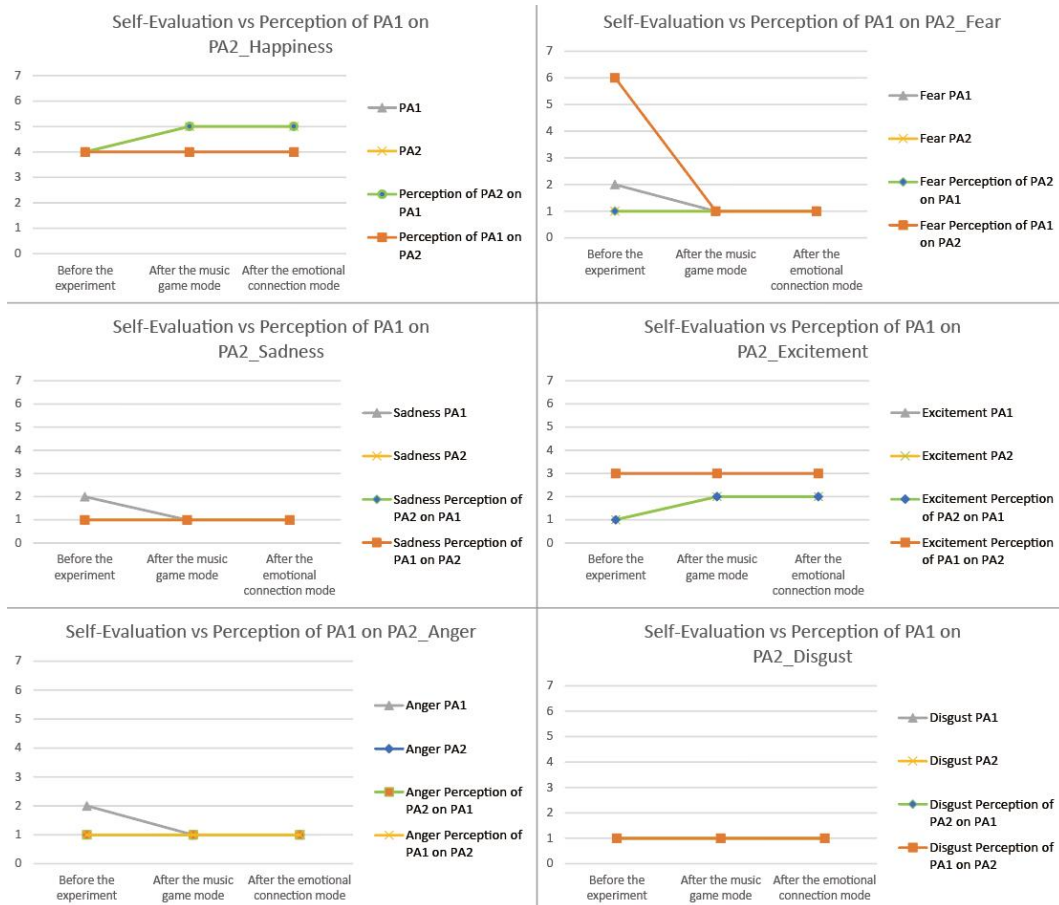 Self-Evaluation vs Perception of PA1 on
PA2_Happiness
7
6
5
4
3
2
1
0
Before the
experiment
After the music
game mode
After the emotional
connection mode
PA1
PA2
Perception of PA2 on
PA1
Perception of PA1 on
PA2
Self-Evaluation vs Perception of PA1 on PA2_Fear
7
6
5
4
3
2
1
0
Before the
experiment
After the music
game mode
After the
emotional
connection mode
Fear PA1
Fear PA2
Fear Perception of PA2
on PA1
Fear Perception of PA1
on PA2
Self-Evaluation vs Perception of PA1 on
PA2_Sadness
7
6
5
4
3
2
1
0
Before the
experiment
After the music
game mode
After the
emotional
connection mode
Sadness PA1
Sadness PA2
Sadness Perception of
PA2 on PA1
Sadness Perception of
PA1 on PA2
Self-Evaluation vs Perception of PA1 on
PA2_Excitement
7
6
5
4
3
2
1
0
Before the
experiment
After the music
game mode
After the
emotional
connection mode
Excitement PA1
Excitement PA2
Excitement Perception
of PA2 on PA1
Excitement Perception
of PA1 on PA2
Self-Evaluation vs Perception of PA1 on PA2_Anger
7
6
5
4
3
2
1
0
Before the
experiment
After the music
game mode
After the emotional
connection mode
Anger PA1
Anger PA2
Anger Perception of
PA2 on PA1
Anger Perception of
PA1 on PA2
Self-Evaluation vs Perception of PA1 on
PA2_Disgust
7
6
5
4
3
2
1
0
Before the
experiment
After the music
game mode
After the emotional
connection mode
Disgust PA1
Disgust PA2
Disgust Perception of
PA2 on PA1
Disgust Perception of
PA1 on PA2